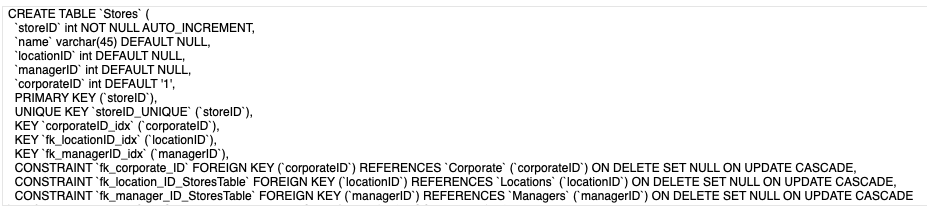 CREATE TABLE `Stores` (
`storeID` int NOT NULL AUTO_INCREMENT,
`name` varchar(45) DEFAULT NULL,
`locationID` int DEFAULT NULL,
`managerID` int DEFAULT NULL,
`corporateID` int DEFAULT '1',
PRIMARY KEY (`storeID`),
UNIQUE KEY `storeID_UNIQUE` (`storeID`),
KEY `corporateID_idx` (`corporateID`),
KEY `fk_locationID_idx` (`locationID`),
KEY `fk_managerID_idx` (`managerID`),
CONSTRAINT `fk_corporate_ID` FOREIGN KEY (`corporateID`) REFERENCES `Corporate` (`corporateID`) ON DELETE SET NULL ON UPDATE CASCADE,
CONSTRAINT `fk_location_ID_StoresTable` FOREIGN KEY (`locationID`) REFERENCES `Locations` (`locationID`) ON DELETE SET NULL ON UPDATE CASCADE,
CONSTRAINT `fk_manager_ID_StoresTable` FOREIGN KEY (`managerID`) REFERENCES `Managers` (`managerID`) ON DELETE SET NULL ON UPDATE CASCADE